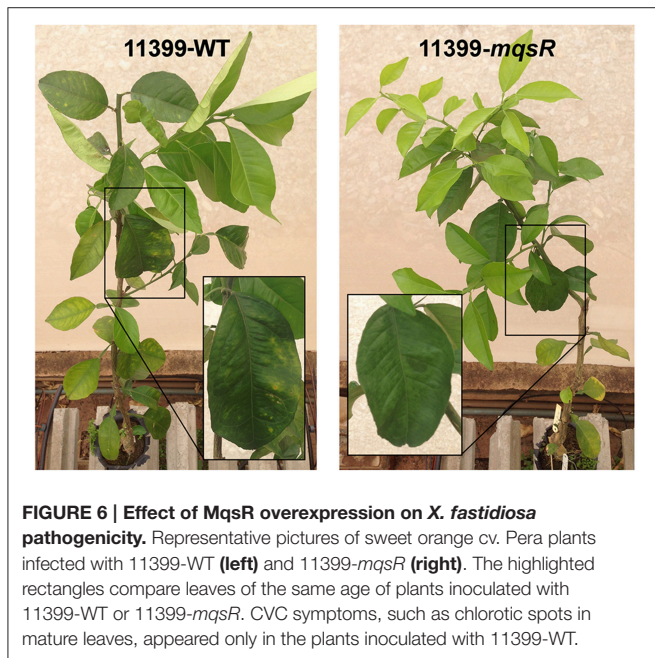 11399-WT
11399-mqsR
FIGURE 6 | Effect of MqsR overexpression on X. fastidiosa
pathogenicity. Representative pictures of sweet orange cv. Pera plants
infected with 11399-WT (left) and 11399-mqsR (right). The highlighted
rectangles compare leaves of the same age of plants inoculated with
11399-WT or 11399-mqsR. CVC symptoms, such as chlorotic spots in
mature leaves, appeared only in the plants inoculated with 11399-WT.